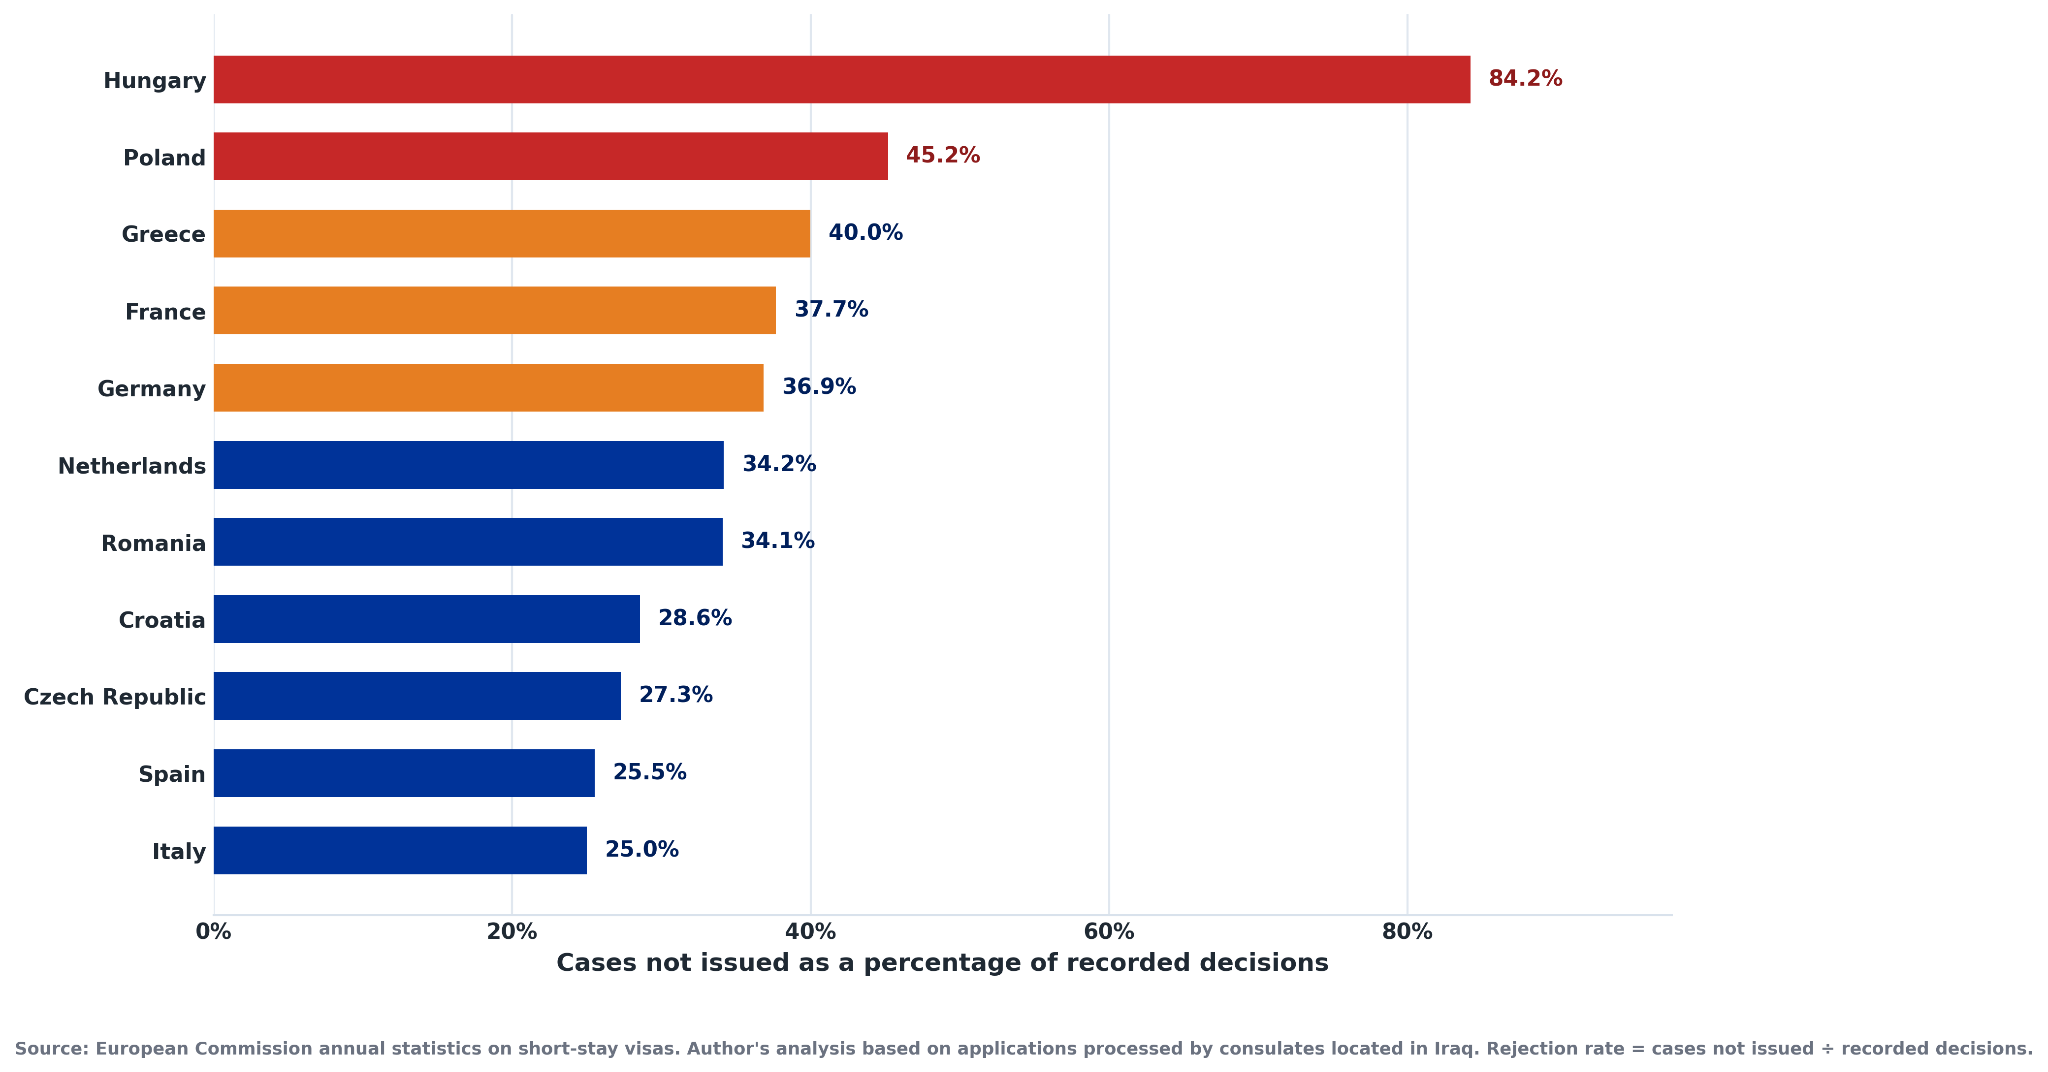 Hungary 84.2%
Poland 45.2%
Greece 40.0%
France 37.7%
Germany 36.9%
Netherlands 34.2%
Romania 34.1%
Croatia 28.6%
Czech Republic 27.3%
Spain 25.5%
Italy 25.0%
0% 20% 40% 60% 80%
Cases not issued as a percentage of recorded decisions
Source: European Commission annual statistics on short-stay visas. Author's analysis based on applications processed by consulates located in Iraq. Rejection rate = cases not issued ÷ recorded decisions.